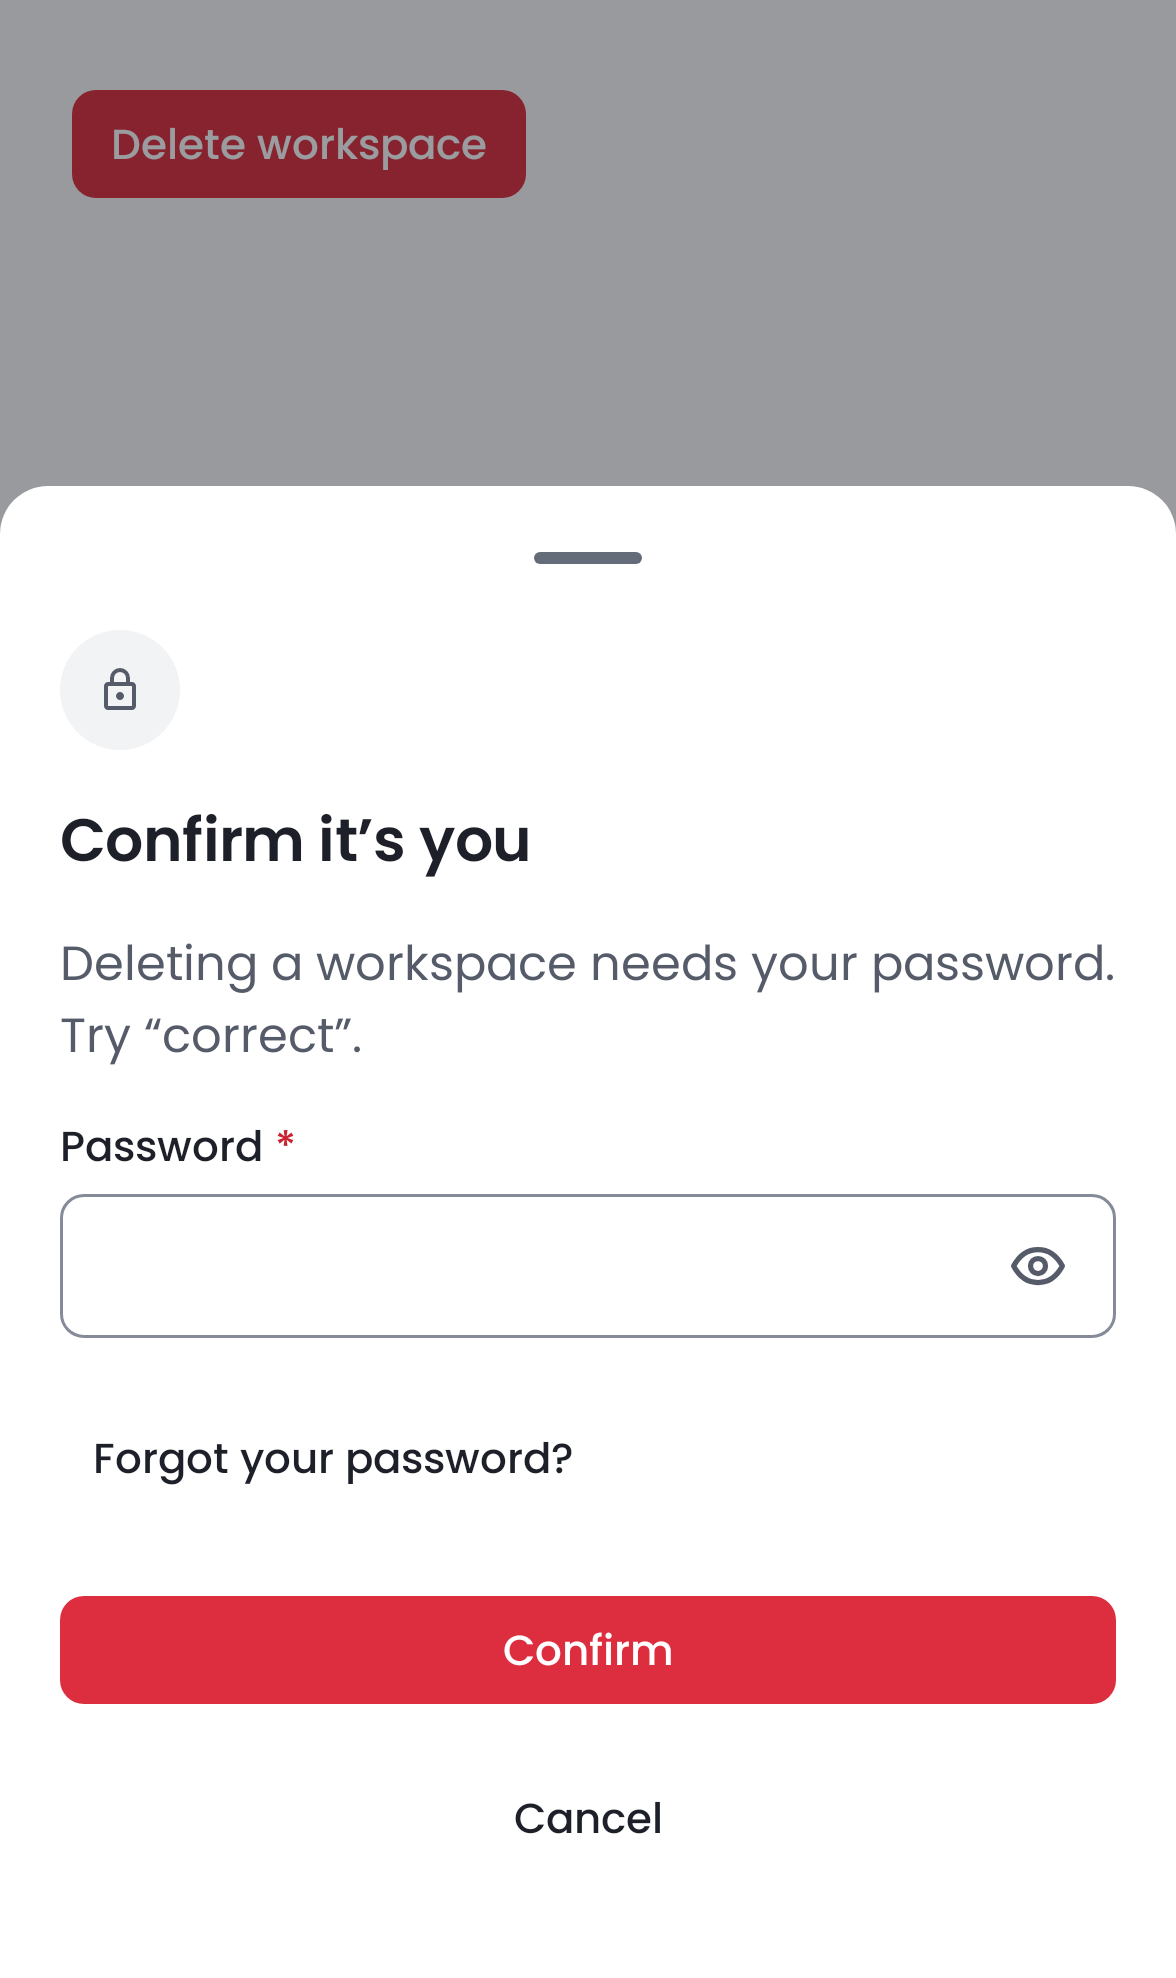 Delete workspace
Confirm it’s you
Deleting a workspace needs your password.
Try “correct”.
Password *
Forgot your password?
Confirm
Cancel